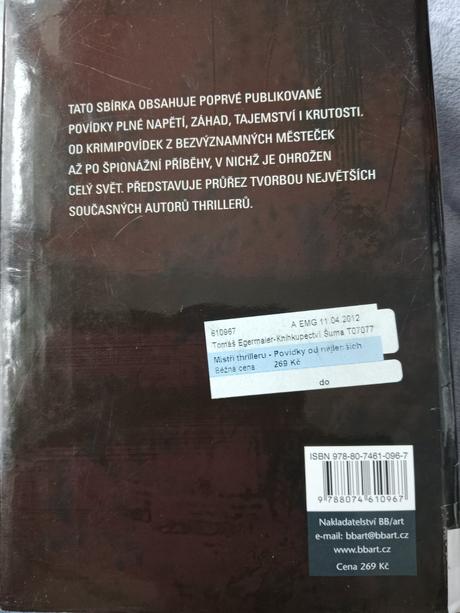 TATO SBÍRKA OBSAHUJE POPRVÉ PUBLIKOVANÉ
POVÍDKY PLNÉ NAPĚTÍ, ZÁHAD, TAJEMSTVÍ I KRUTOSTI.
OD KRIMIPOVÍDEK Z BEZVÝZNAMNÝCH MĚSTEČEK
AŽ PO ŠPIONÁŽNÍ PŘÍBĚHY, V NICHŽ JE OHROŽEN
CELÝ SVĚT. PŘEDSTAVUJE PRŮŘEZ TVORBOU NEJVĚTŠÍCH
SOUČASNÝCH AUTORŮ THRILLERŮ.
610967 A EMG 11.04.2012
Tomáš Egermaier-Knihkupectví Šuma T07077
Mistři thrilleru - Povídky od nejlepších
Běžná cena 269 Kč
do
ISBN 978-80-7461-096-7
9 788074 610967
Nakladatelství BB/art
e-mail: bbart@bbart.cz
www.bbart.cz
Cena 269 Kč